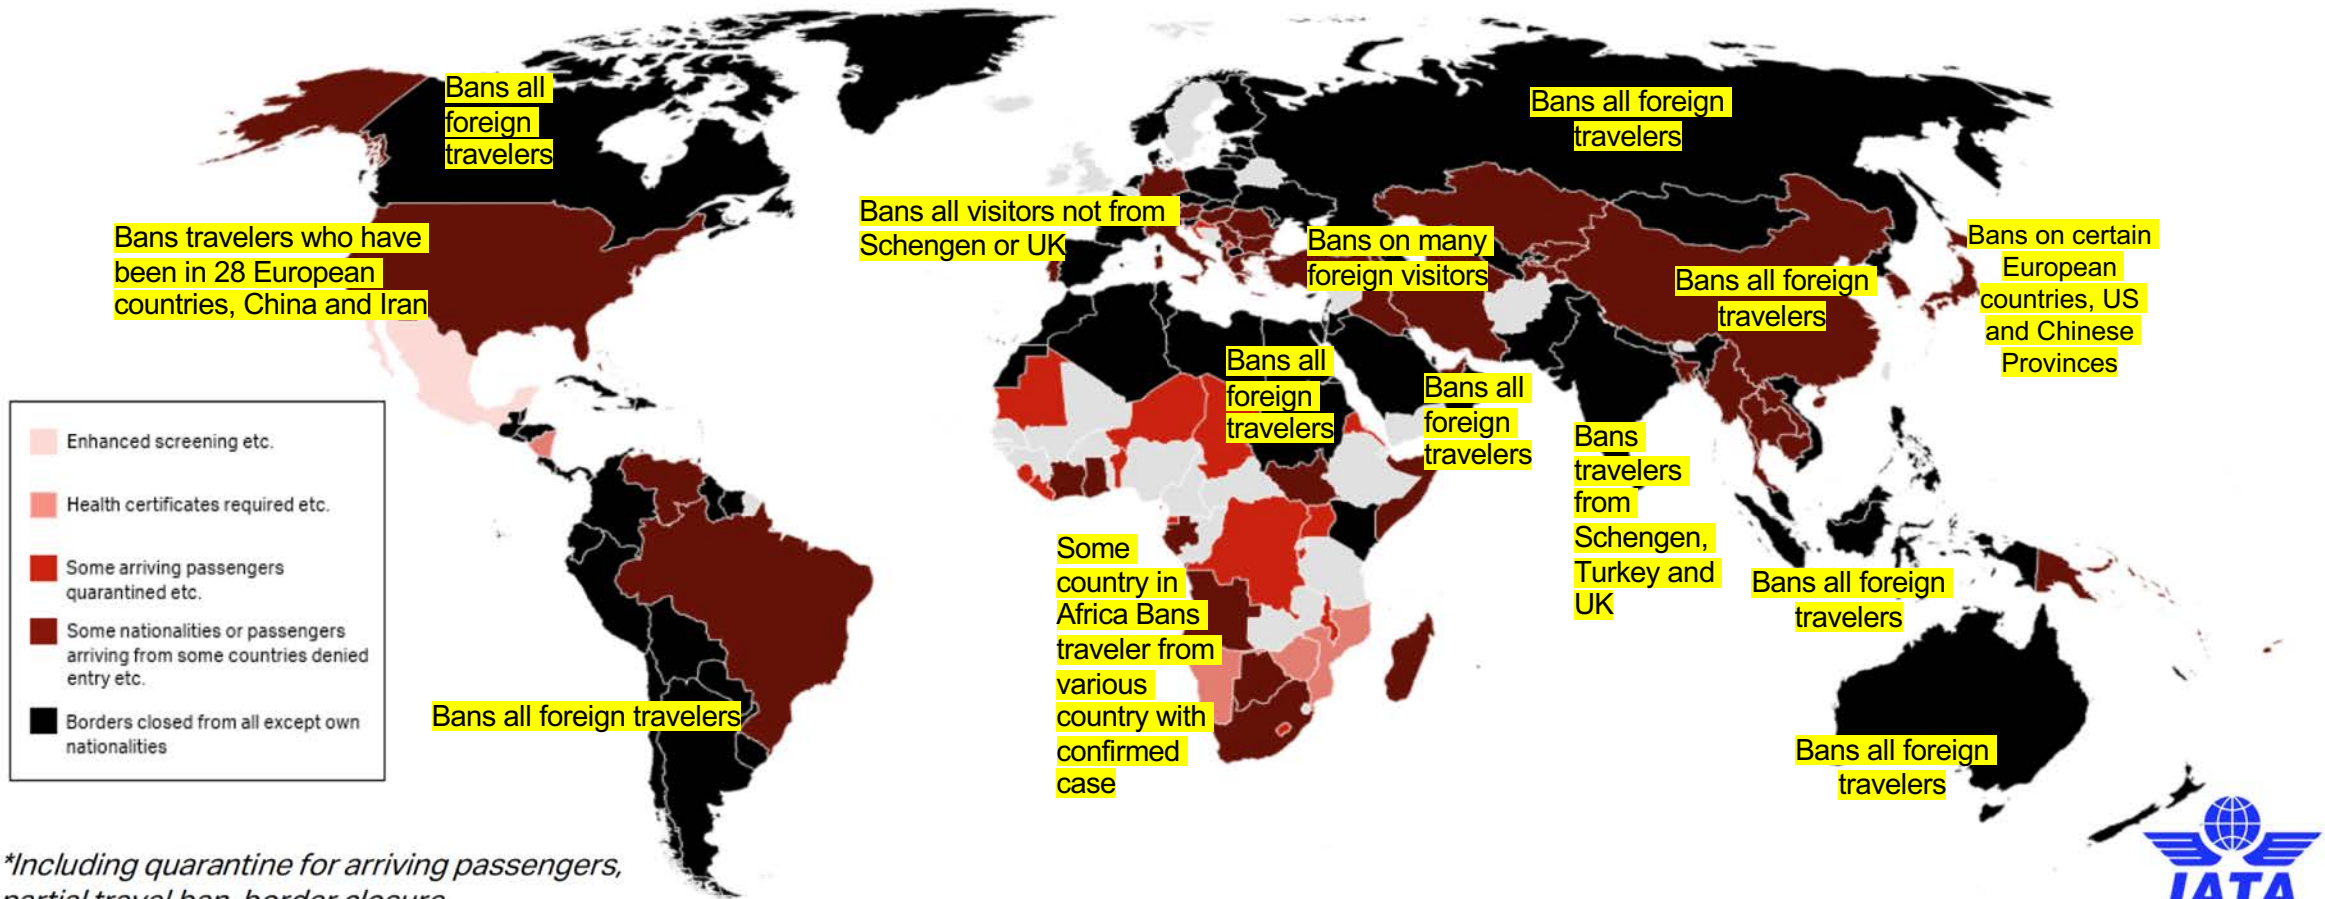 Bans all
foreign
travelers
Bans all foreign
travelers
Bans all visitors not from
Schengen or UK
Bans travelers who have
been in 28 European
countries, China and Iran
Bans on many
foreign visitors
Bans on certain
European
countries, US
and Chinese
Provinces
Bans all foreign
travelers
Bans all
foreign
travelers
Bans all
foreign
travelers
Bans
travelers
from
Schengen,
Turkey and
UK
Enhanced screening etc.
Health certificates required etc.
Some arriving passengers
quarantined etc.
Some nationalities or passengers
arriving from some countries denied
entry etc.
Borders closed from all except own
nationalities
Some
country in
Africa Bans
traveler from
various
country with
confirmed
case
Bans all foreign
travelers
Bans all foreign travelers
Bans all foreign
travelers
*Including quarantine for arriving passengers,
partial travel ban, border closure
IATA